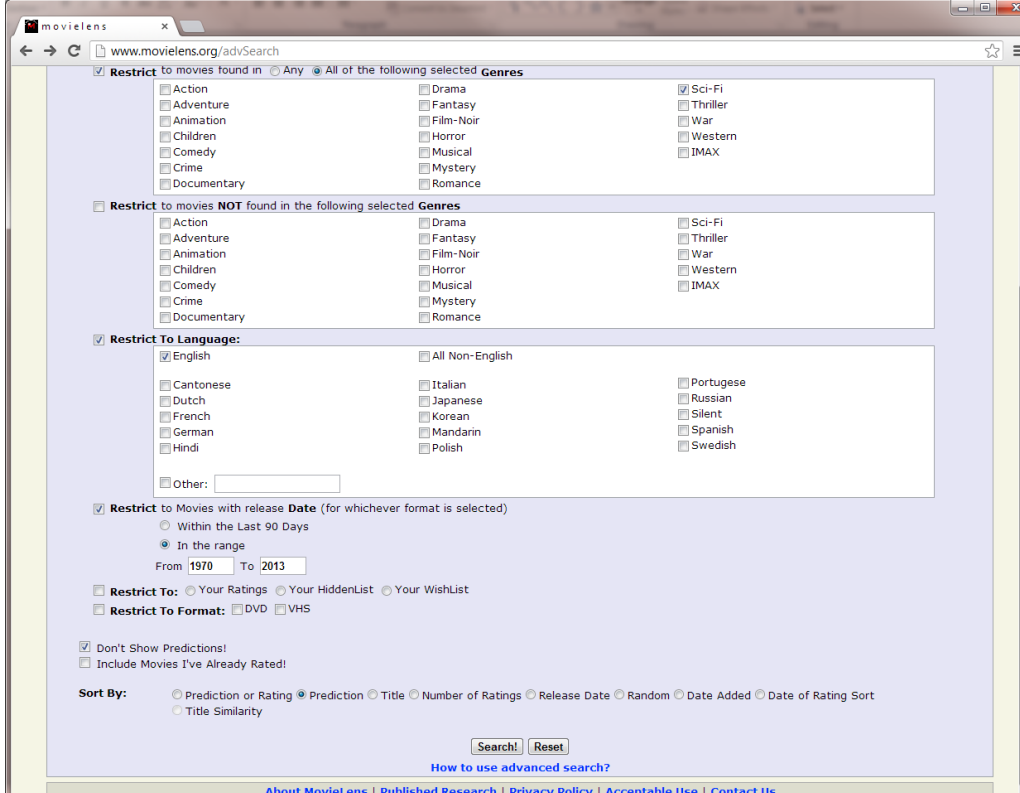 movielens
www.movielens.org/advSearch
Restrict to movies found in Any All of the following selected Genres
Action Drama Sci-Fi
Adventure Fantasy Thriller
Animation Film-Noir War
Children Horror Western
Comedy Musical IMAX
Crime Mystery
Documentary Romance
Restrict to movies NOT found in the following selected Genres
Action Drama Sci-Fi
Adventure Fantasy Thriller
Animation Film-Noir War
Children Horror Western
Comedy Musical IMAX
Crime Mystery
Documentary Romance
Restrict To Language:
English All Non-English
Cantonese Italian Portugese
Dutch Japanese Russian
French Korean Silent
German Mandarin Spanish
Hindi Polish Swedish
Other:
Restrict to Movies with release Date (for whichever format is selected)
Within the Last 90 Days
In the range
From 1970 To 2013
Restrict To: Your Ratings Your HiddenList Your WishList
Restrict To Format: DVD VHS
Don't Show Predictions!
Include Movies I've Already Rated!
Sort By: Prediction or Rating Prediction Title Number of Ratings Release Date Random Date Added Date of Rating Sort
Title Similarity
Search! Reset
How to use advanced search?
About MovieLens | Published Research | Privacy Policy | Acceptable Use | Contact Us